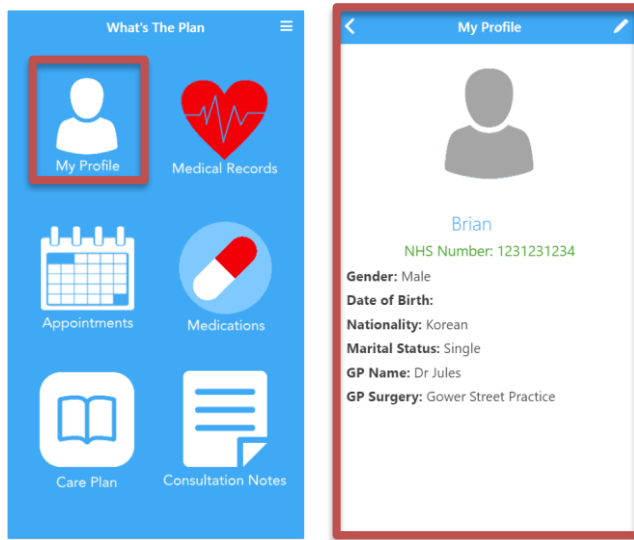 What's The Plan
My Profile
Medical Records
Appointments
Medications
Care Plan
Consultation Notes
My Profile
Brian
NHS Number: 1231231234
Gender: Male
Date of Birth:
Nationality: Korean
Marital Status: Single
GP Name: Dr Jules
GP Surgery: Gower Street Practice